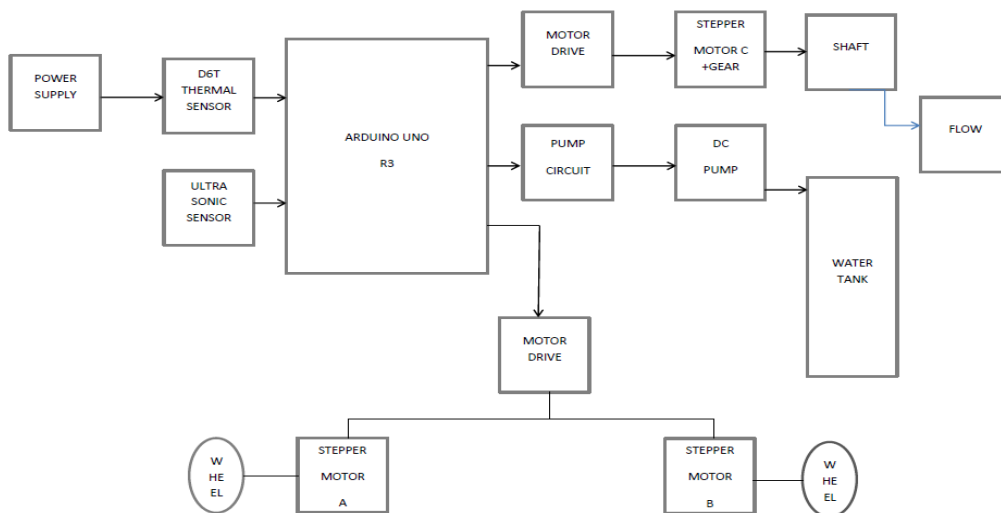 POWER
SUPPLY
D6T
THERMAL
SENSOR
ULTRA
SONIC
SENSOR
ARDUINO UNO
R3
MOTOR
DRIVE
STEPPER
MOTOR C
+GEAR
SHAFT
FLOW
PUMP
CIRCUIT
DC
PUMP
WATER
TANK
MOTOR
DRIVE
W
HE
EL
STEPPER
MOTOR
A
STEPPER
MOTOR
B
W
HE
EL